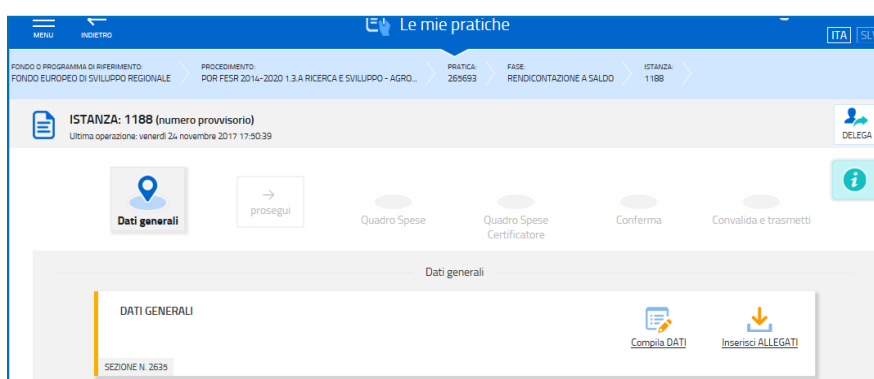 Le mie pratiche
MENU
INDIETRO
ITA
FONDO O PROGRAMMA DI RIFERIMENTO:
FONDO EUROPEO DI SVILUPPO REGIONALE
PROCEDIMENTO:
POR FESR 2014-2020 1.3.A RICERCA E SVILUPPO - AGRO...
PRATICA:
265693
FASE:
RENDICONTAZIONE A SALDO
ISTANZA:
1188
ISTANZA: 1188 (numero provvisorio)
Ultima operazione: venerdì 24 novembre 2017 17:50:39
DELEGA
i
Dati generali
→
prosegui
Quadro Spese
Quadro Spese
Certificatore
Conferma
Convalida e trasmetti
Dati generali
DATI GENERALI
Compila DATI
Inserisci ALLEGATI
SEZIONE N. 2635